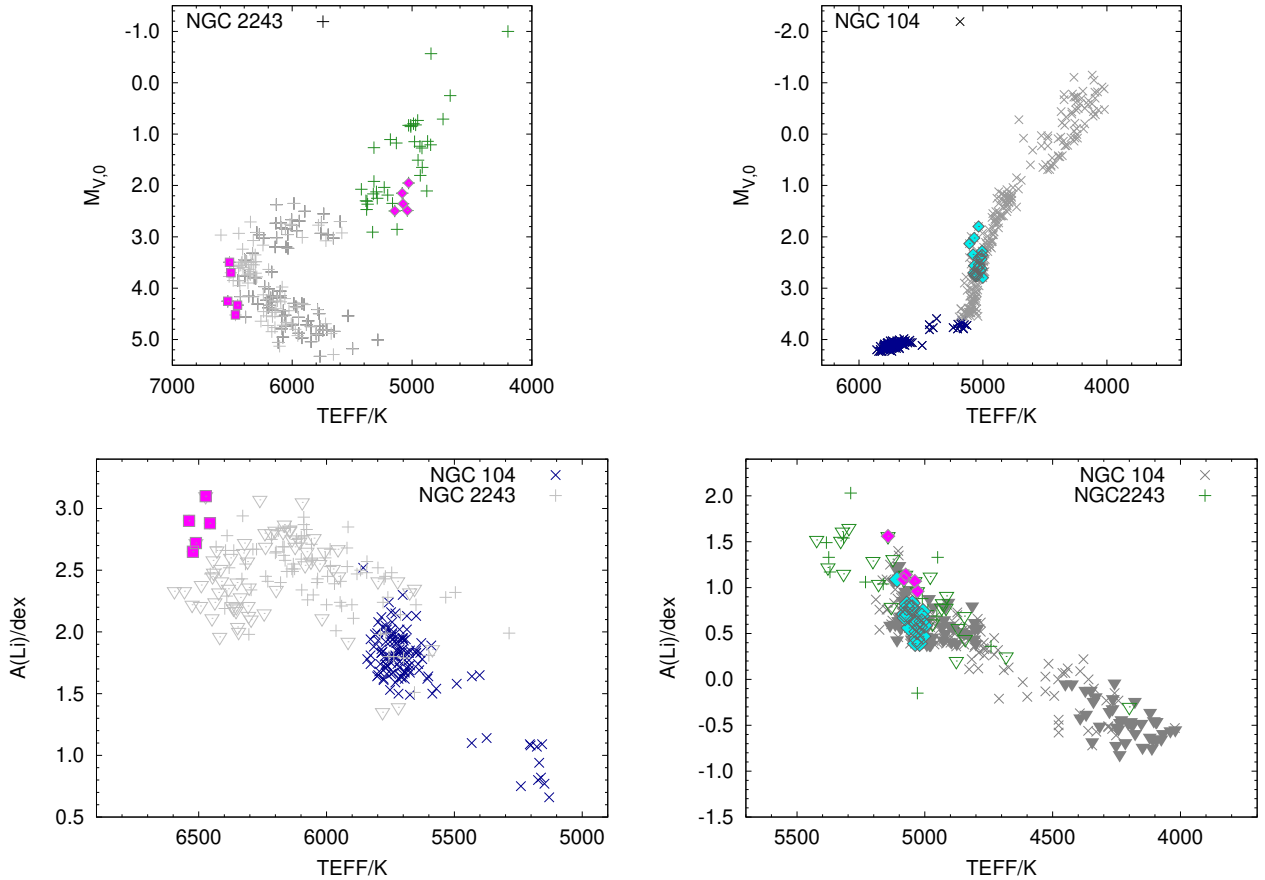 NGC 2243
-1.0
0.0
1.0
2.0
3.0
4.0
5.0
M_V,0
7000 6000 5000 4000
TEFF/K
NGC 104
-2.0
-1.0
0.0
1.0
2.0
3.0
4.0
M_V,0
6000 5000 4000
TEFF/K
NGC 104
NGC 2243
3.0
2.5
2.0
1.5
1.0
0.5
A(Li)/dex
6500 6000 5500 5000
TEFF/K
NGC 104
NGC2243
2.0
1.5
1.0
0.5
0.0
-0.5
-1.0
-1.5
A(Li)/dex
5500 5000 4500 4000
TEFF/K